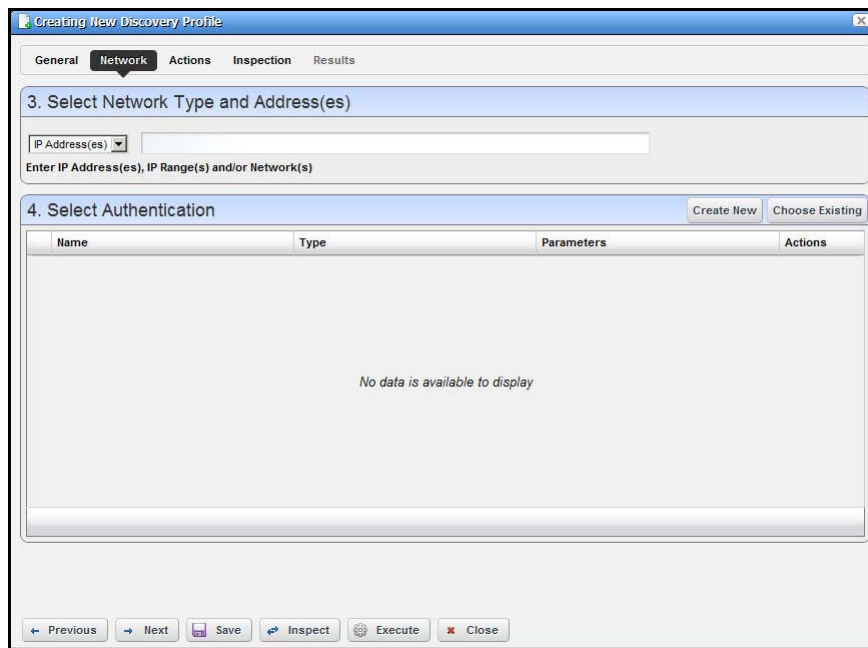 Creating New Discovery Profile
General Network Actions Inspection Results
3. Select Network Type and Address(es)
IP Address(es)
Enter IP Address(es), IP Range(s) and/or Network(s)
4. Select Authentication Create New Choose Existing
Name Type Parameters Actions
No data is available to display
Previous Next Save Inspect Execute Close